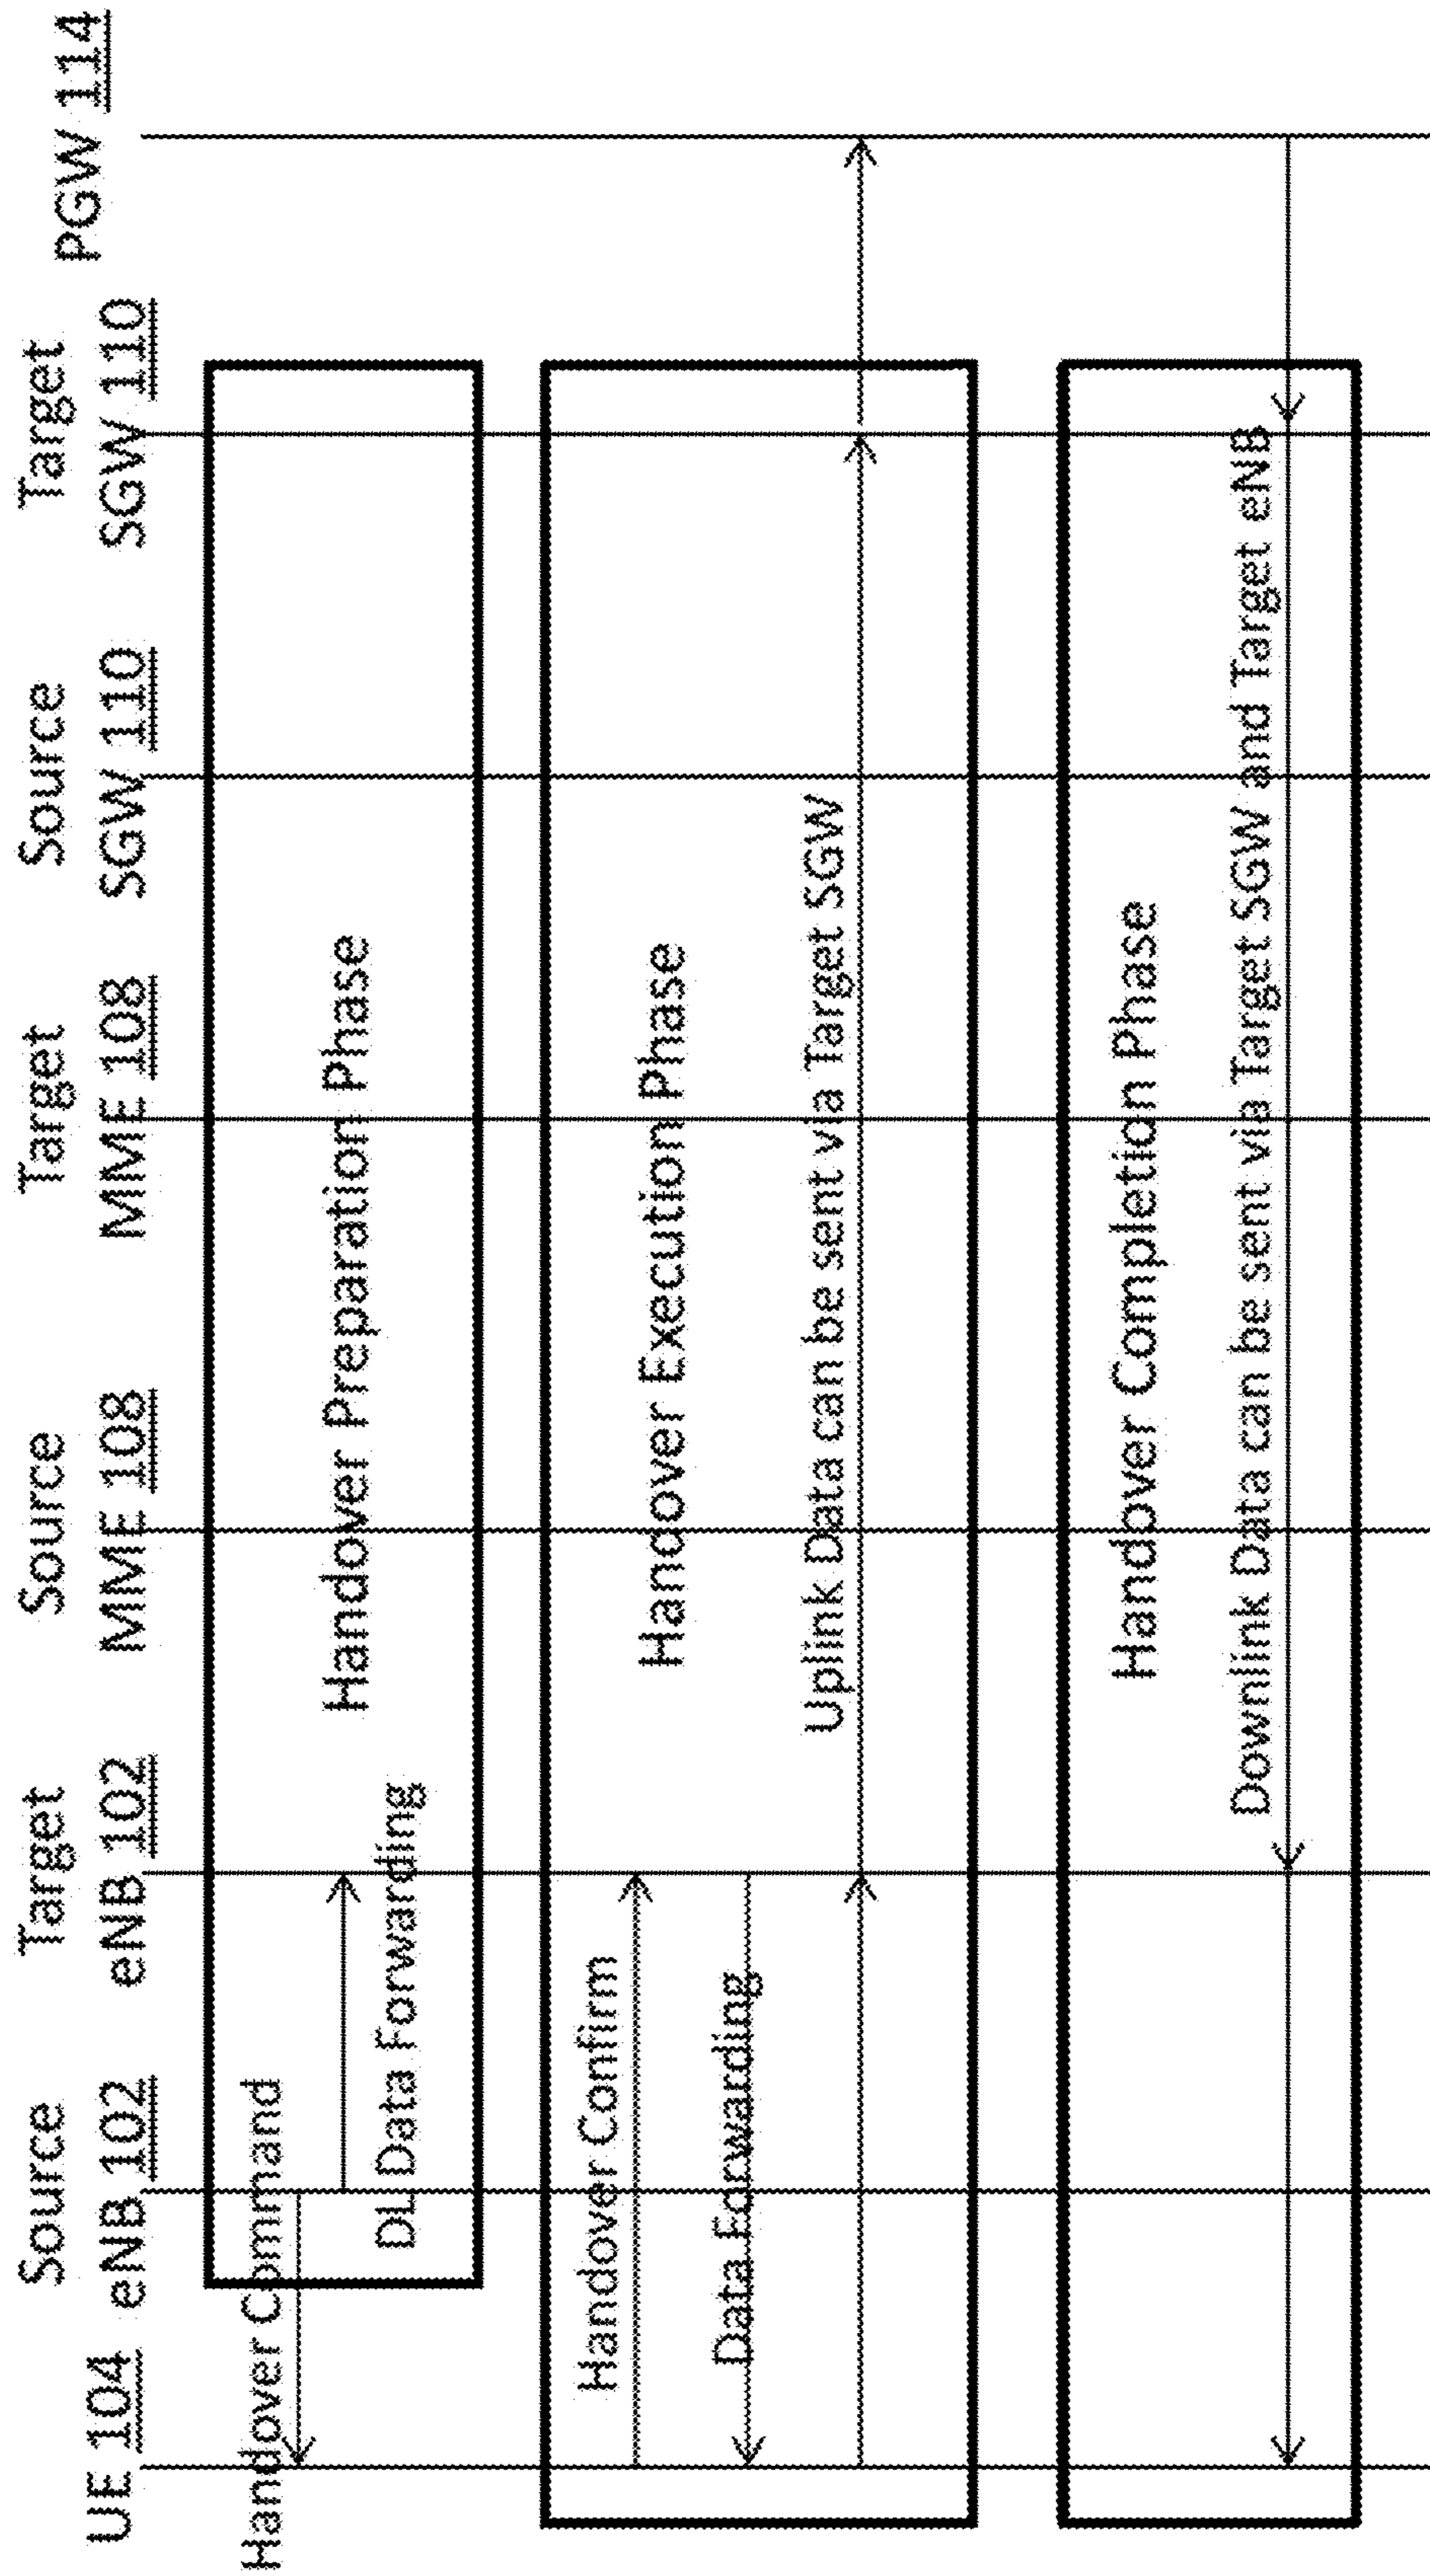 UE 104
Source
eNB 102
Target
eNB 102
Source
MME 108
Target
MME 108
Source
SGW 110
Target
SGW 110
PGW 114
Handover Command
Handover Preparation Phase
DL Data Forwarding
Handover Confirm
Handover Execution Phase
Data Forwarding
Uplink Data can be sent via Target SGW
Handover Completion Phase
Downlink Data can be sent via Target SGW and Target eNB